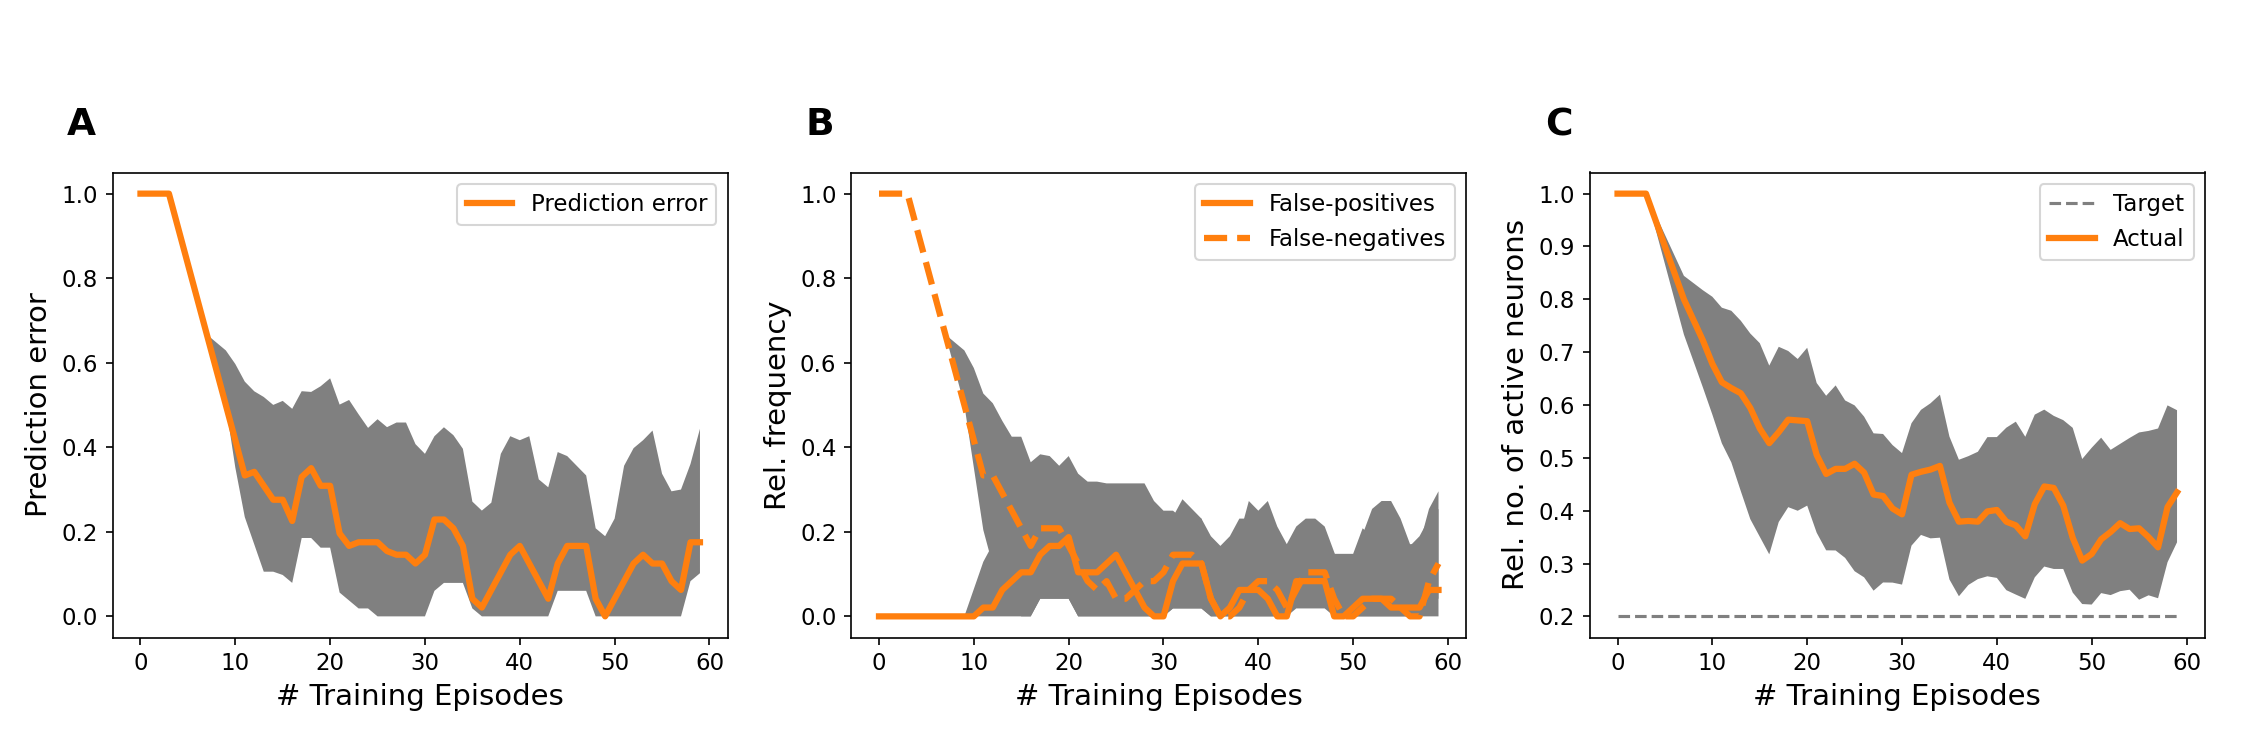 A
B
C
Prediction error
1.0
0.8
0.6
0.4
0.2
0.0
Prediction error
0 10 20 30 40 50 60
# Training Episodes
Rel. frequency
1.0
0.8
0.6
0.4
0.2
0.0
False-positives
False-negatives
0 10 20 30 40 50 60
# Training Episodes
Rel. no. of active neurons
1.0
0.9
0.8
0.7
0.6
0.5
0.4
0.3
0.2
Target
Actual
0 10 20 30 40 50 60
# Training Episodes